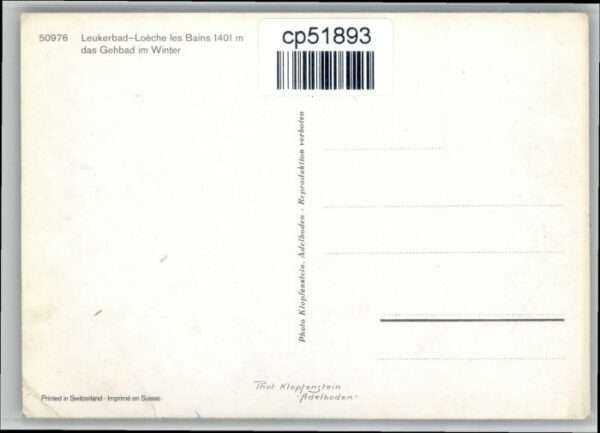 50976 Leukerbad–Loèche les Bains 1401 m
das Gehbad im Winter
cp51893
Photo Klopfenstein, Adelboden · Reproduktion verboten
Phot Klopfenstein
·Adelboden·
Printed in Switzerland · Imprimé en Suisse